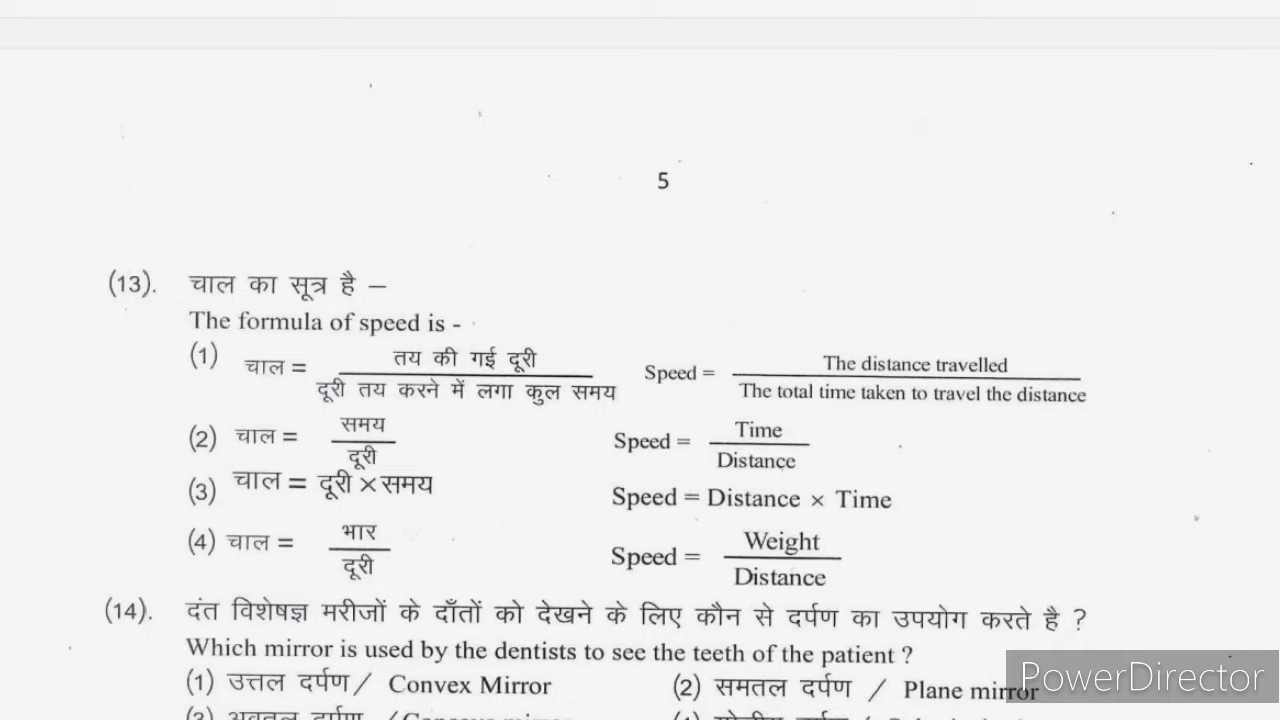 5
(13). चाल का सूत्र है –
The formula of speed is -
(1) चाल = तय की गई दूरी / दूरी तय करने में लगा कुल समय Speed = The distance travelled / The total time taken to travel the distance
(2) चाल = समय / दूरी Speed = Time / Distance
(3) चाल = दूरी × समय Speed = Distance × Time
(4) चाल = भार / दूरी Speed = Weight / Distance
(14). दंत विशेषज्ञ मरीजों के दाँतों को देखने के लिए कौन से दर्पण का उपयोग करते है ?
Which mirror is used by the dentists to see the teeth of the patient ?
(1) उत्तल दर्पण / Convex Mirror (2) समतल दर्पण / Plane mirror
PowerDirector